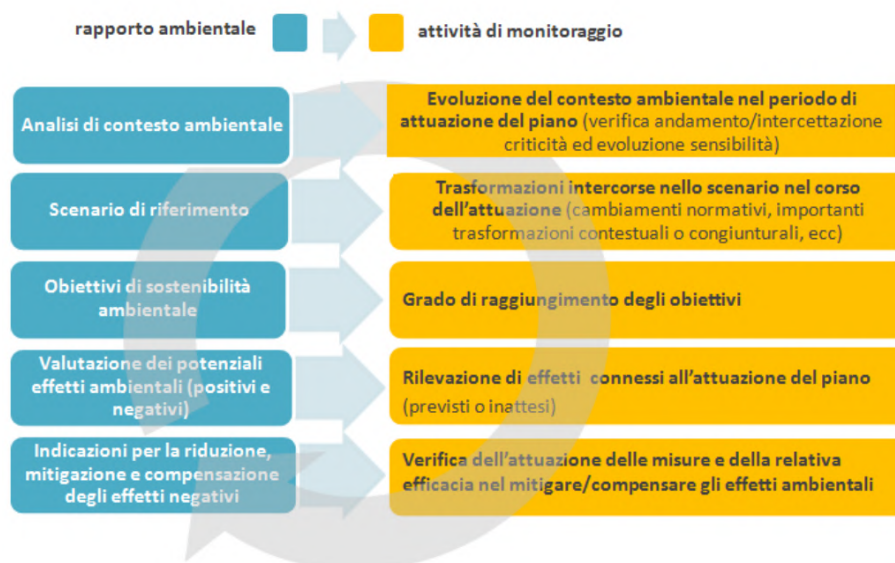 rapporto ambientale
attività di monitoraggio
Analisi di contesto ambientale
Evoluzione del contesto ambientale nel periodo di
attuazione del piano (verifica andamento/intercettazione
criticità ed evoluzione sensibilità)
Scenario di riferimento
Trasformazioni intercorse nello scenario nel corso
dell'attuazione (cambiamenti normativi, importanti
trasformazioni contestuali o congiunturali, ecc)
Obiettivi di sostenibilità
ambientale
Grado di raggiungimento degli obiettivi
Valutazione dei potenziali
effetti ambientali (positivi e
negativi)
Rilevazione di effetti connessi all'attuazione del piano
(previsti o inattesi)
Indicazioni per la riduzione,
mitigazione e compensazione
degli effetti negativi
Verifica dell'attuazione delle misure e della relativa
efficacia nel mitigare/compensare gli effetti ambientali